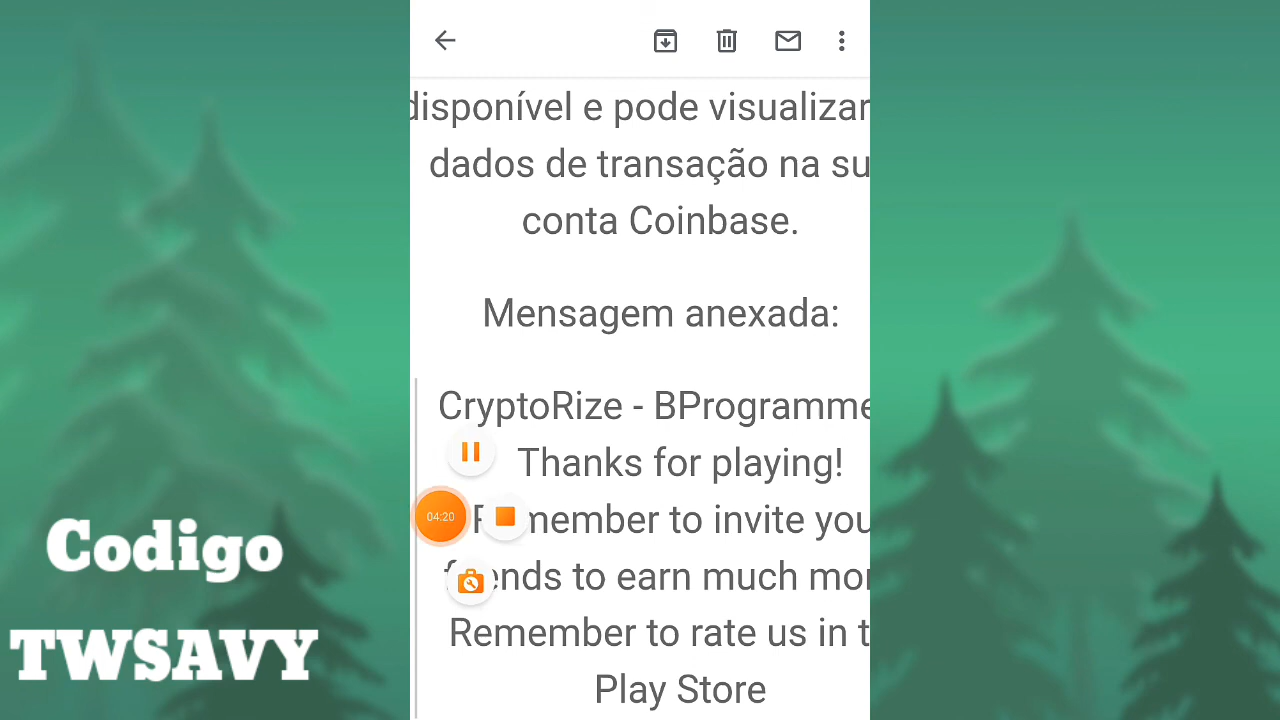 disponível e pode visualizar
dados de transação na su
conta Coinbase.
Mensagem anexada:
CryptoRize - BProgramme
Thanks for playing!
member to invite you
ends to earn much mor
Remember to rate us in t
Play Store
04:20
Codigo
TWSAVY